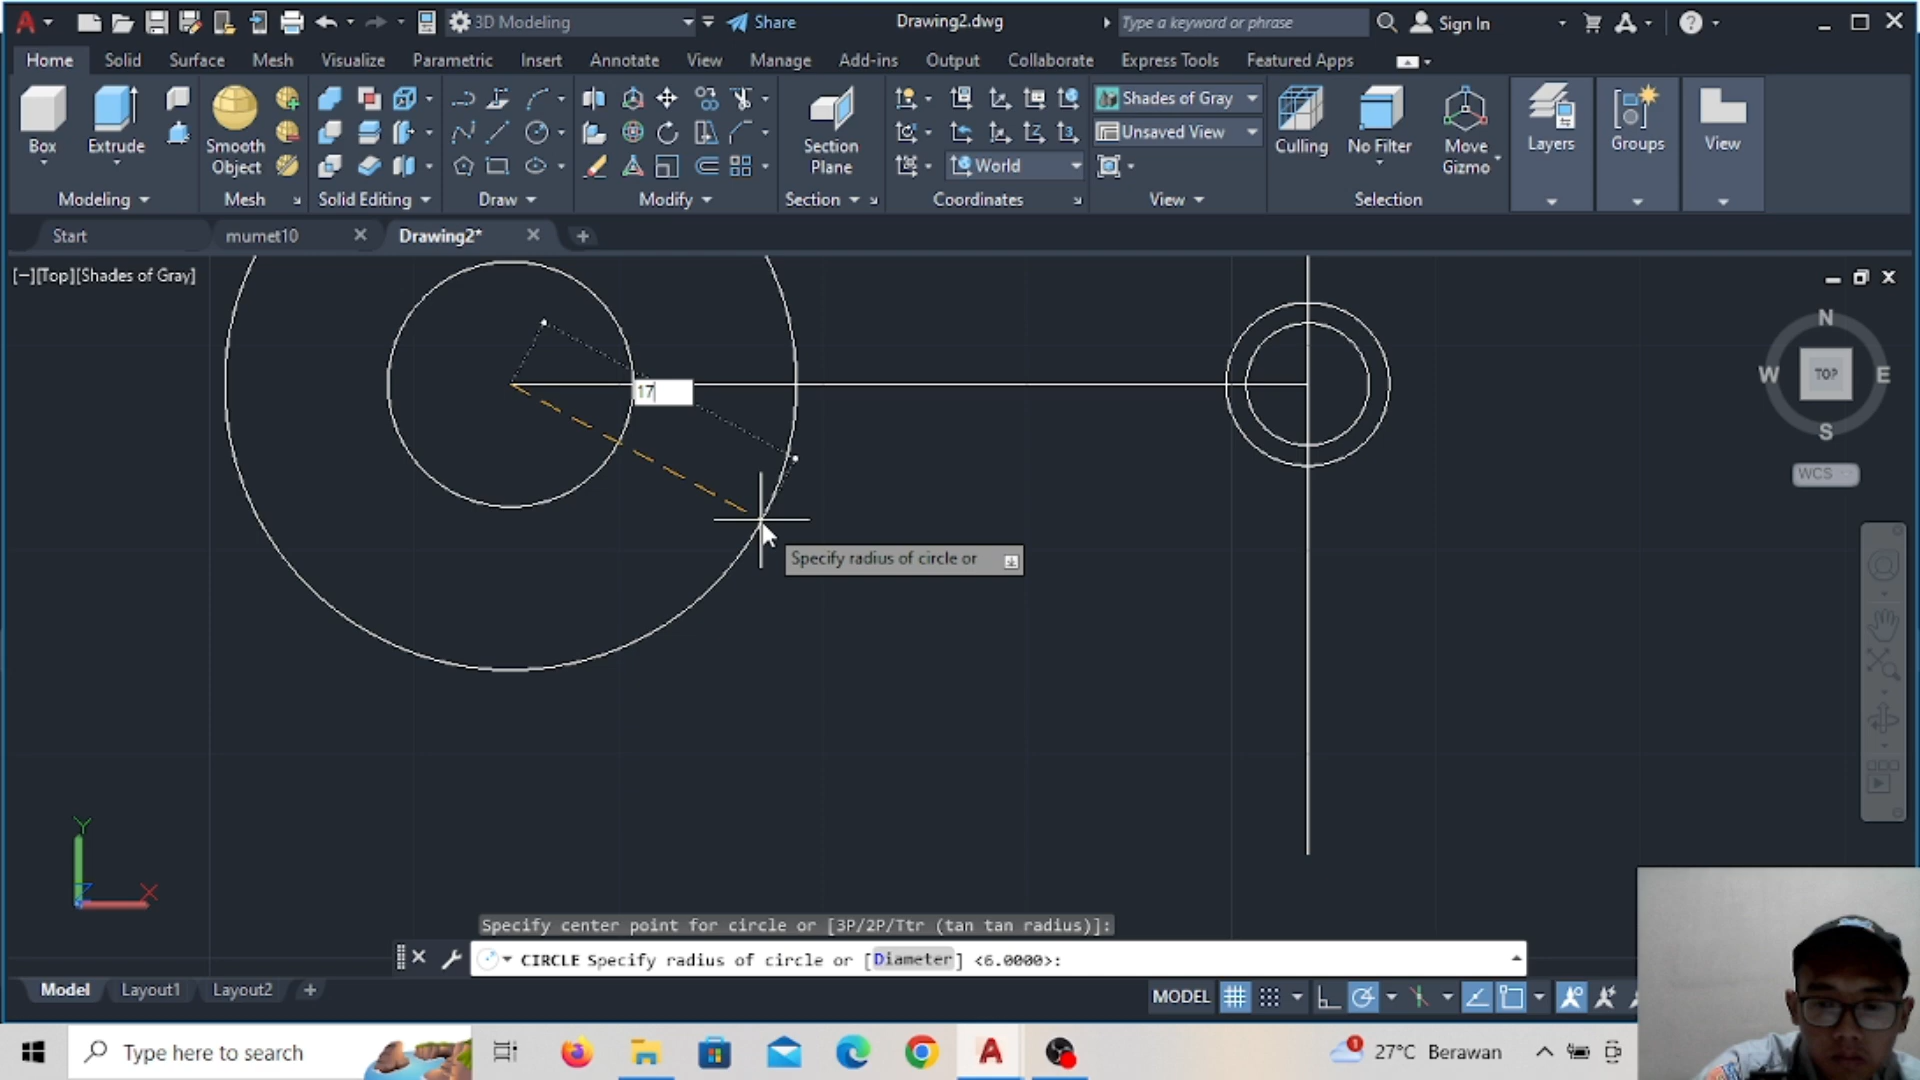 3D Modeling
Share
Drawing2.dwg
Type a keyword or phrase
Sign In
Home Solid Surface Mesh Visualize Parametric Insert Annotate View Manage Add-ins Output Collaborate Express Tools Featured Apps
Box
Extrude
Smooth
Object
Section
Plane
Shades of Gray
Unsaved View
World
Culling
No Filter
Move
Gizmo
Layers
Groups
View
Modeling Mesh Solid Editing Draw Modify Section Coordinates View Selection
Start mumet10 Drawing2*
[−][Top][Shades of Gray]
N
W TOP E
S
WCS
17
Specify radius of circle or
Y
Z
X
Specify center point for circle or [3P/2P/Ttr (tan tan radius)]:
CIRCLE Specify radius of circle or [Diameter] <6.0000>:
Model Layout1 Layout2
MODEL
Type here to search
1
27°C Berawan